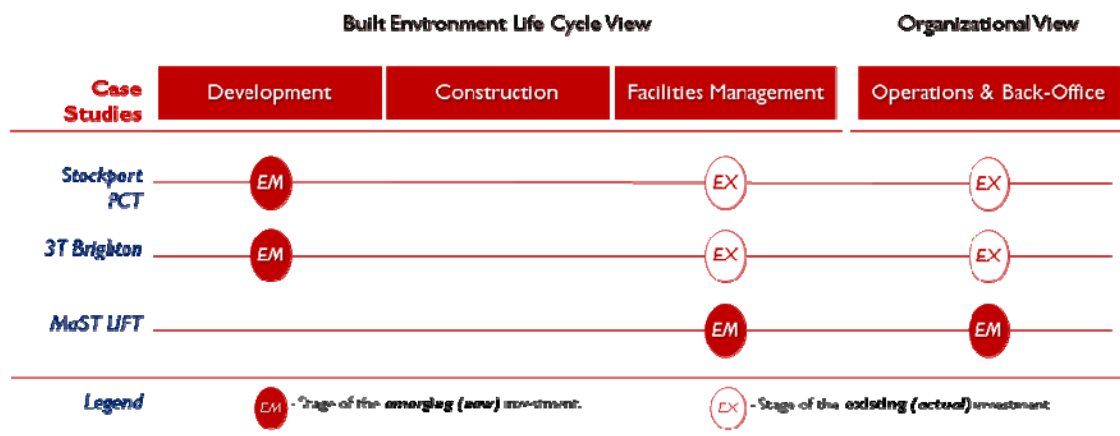 Built Environment Life Cycle View
Organizational View
Case Studies
Development
Construction
Facilities Management
Operations & Back-Office
Stockport PCT
EM
EX
EX
3T Brighton
EM
EX
EX
MaST LIFT
EM
EM
Legend
EM - Stage of the emerging (new) investment.
EX - Stage of the existing (actual) investment